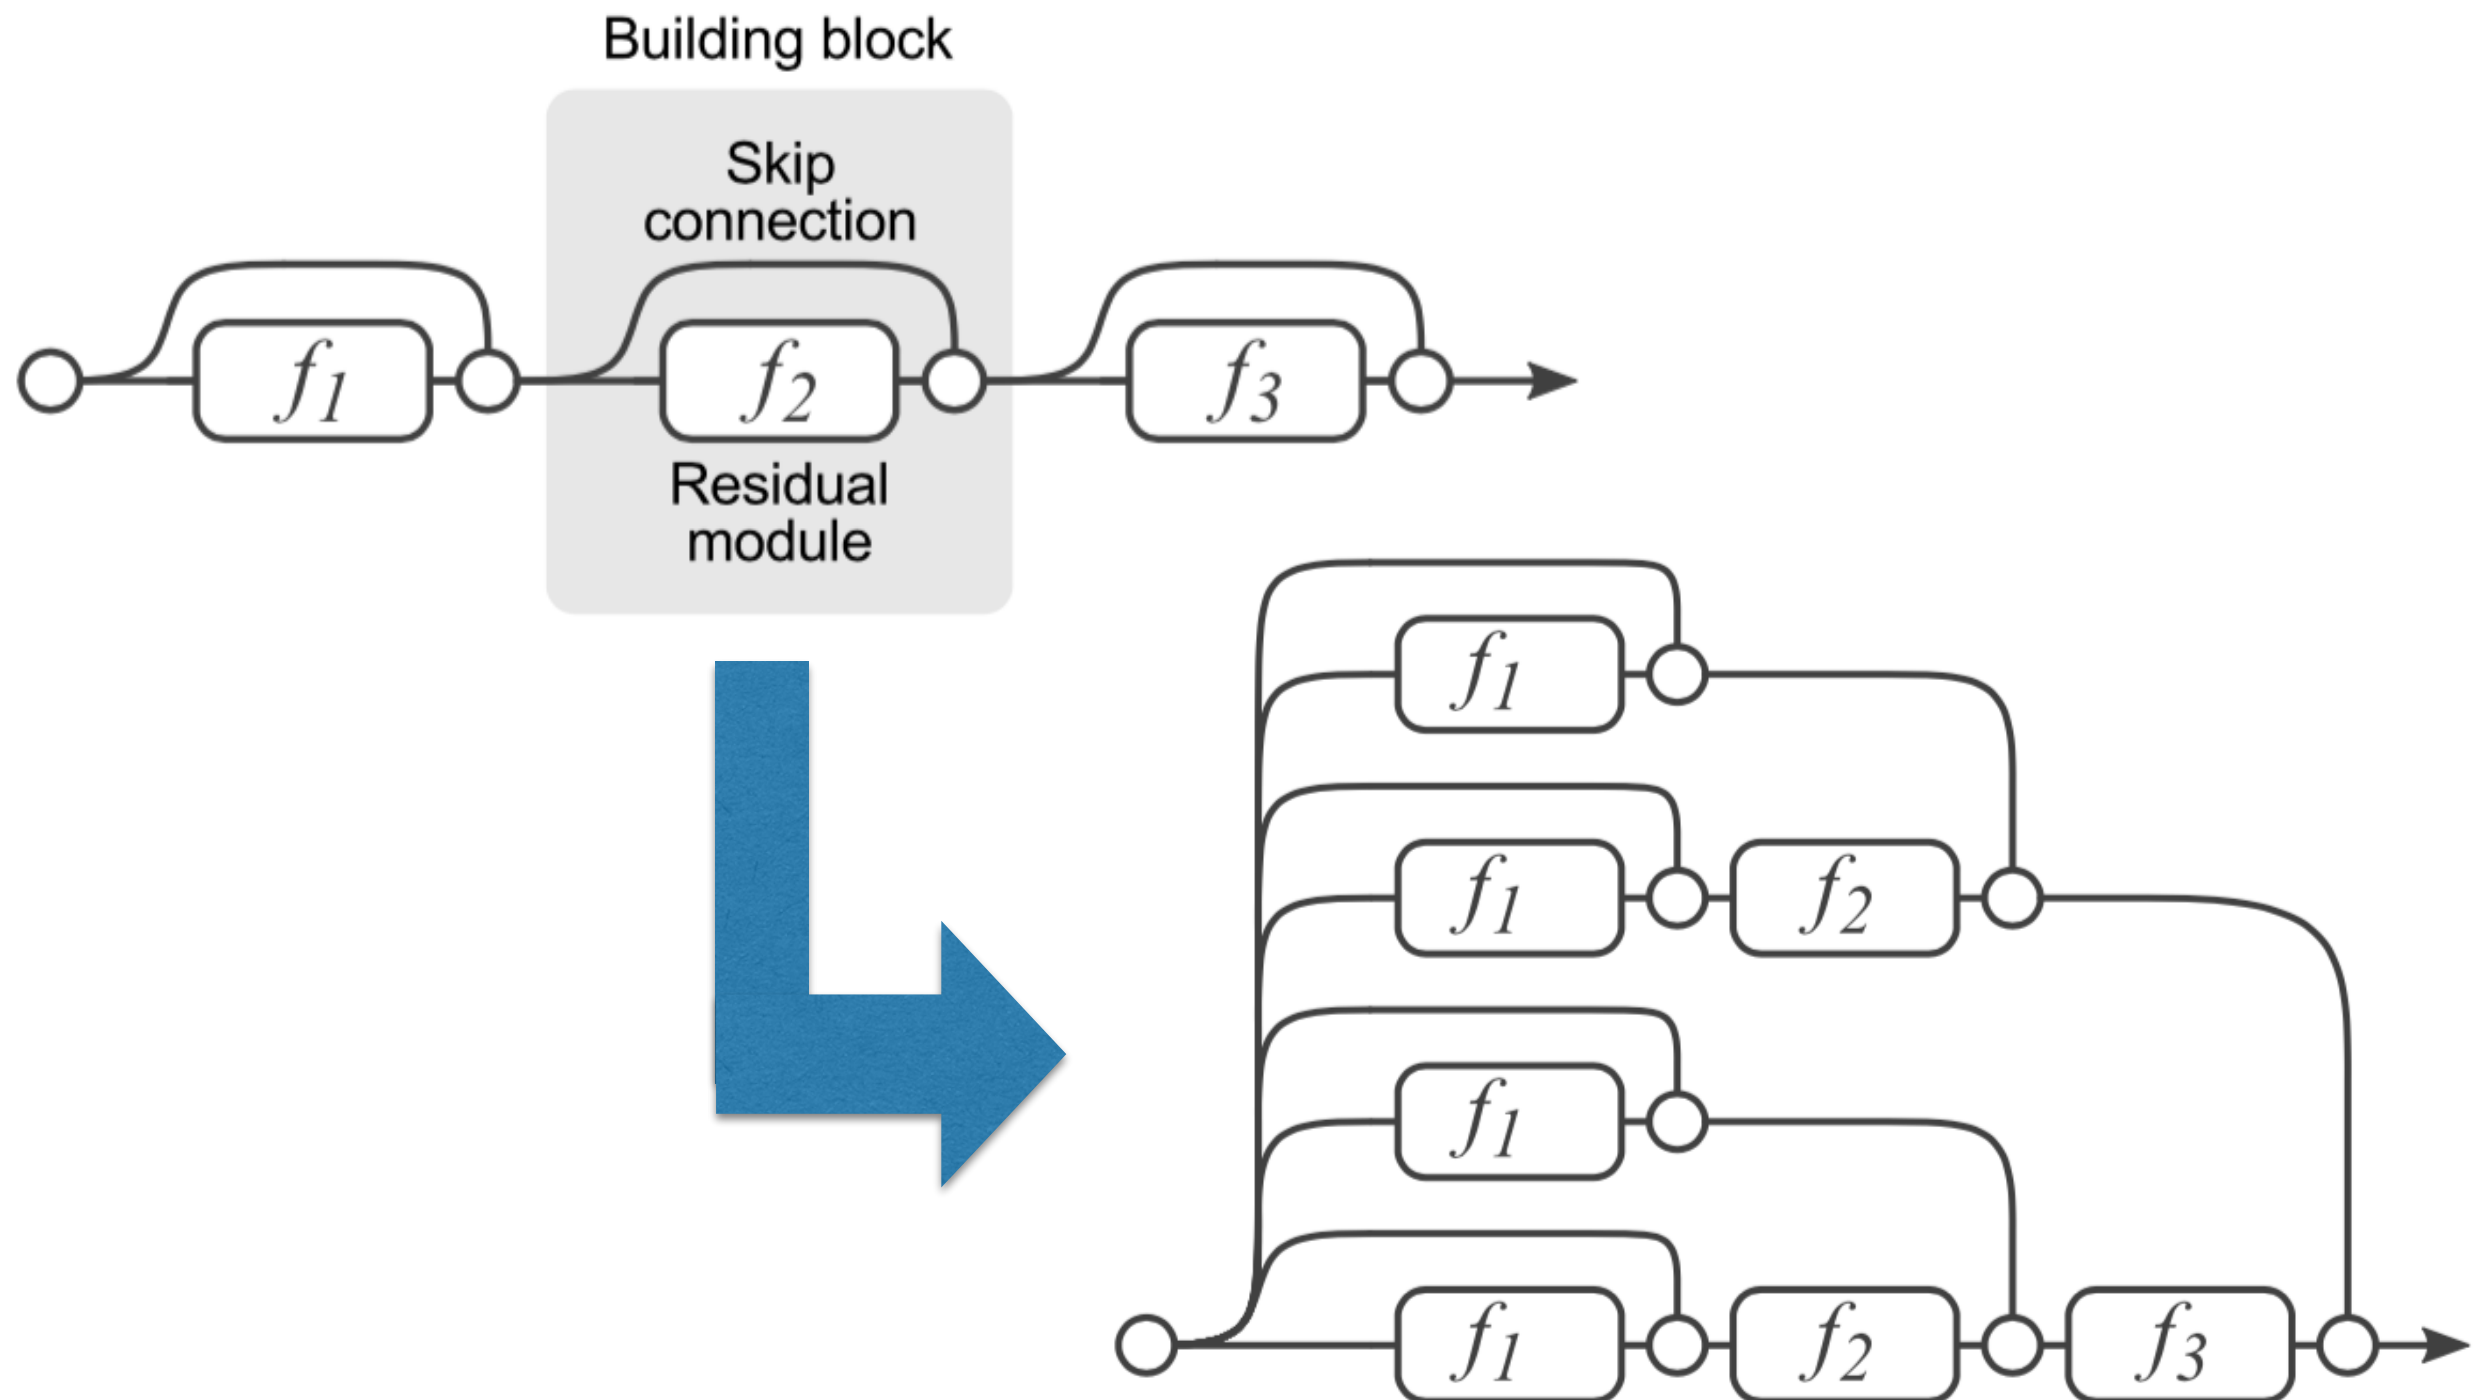 Building block
Skip
connection
f1 f2 f3
Residual
module
f1
f1 f2
f1
f1 f2 f3